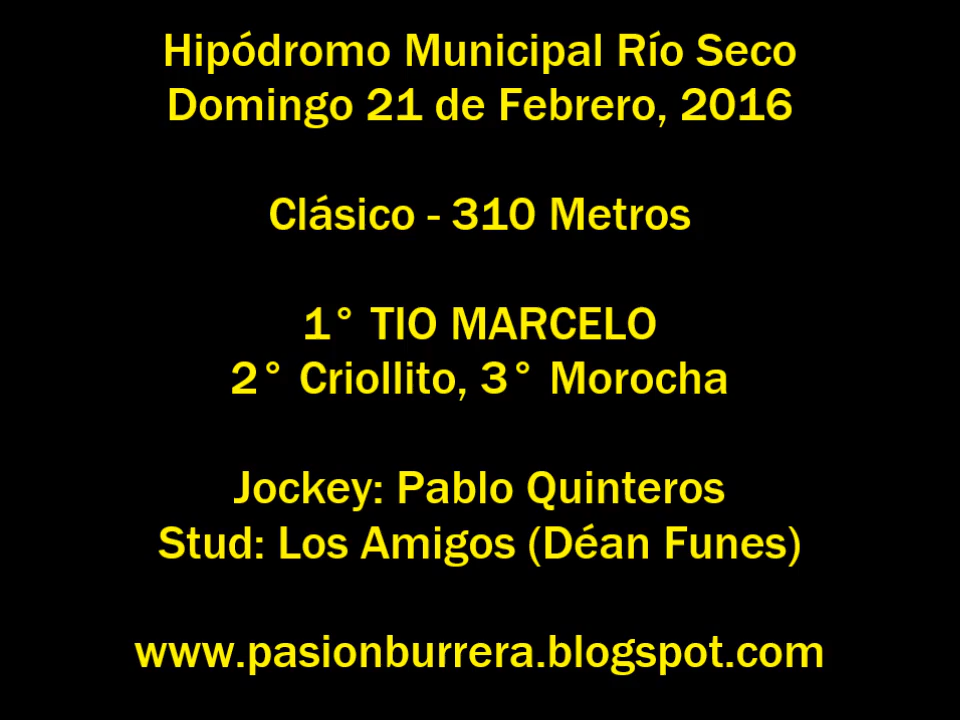 Hipódromo Municipal Río Seco
Domingo 21 de Febrero, 2016
Clásico - 310 Metros
1° TIO MARCELO
2° Criollito, 3° Morocha
Jockey: Pablo Quinteros
Stud: Los Amigos (Déan Funes)
www.pasionburrera.blogspot.com